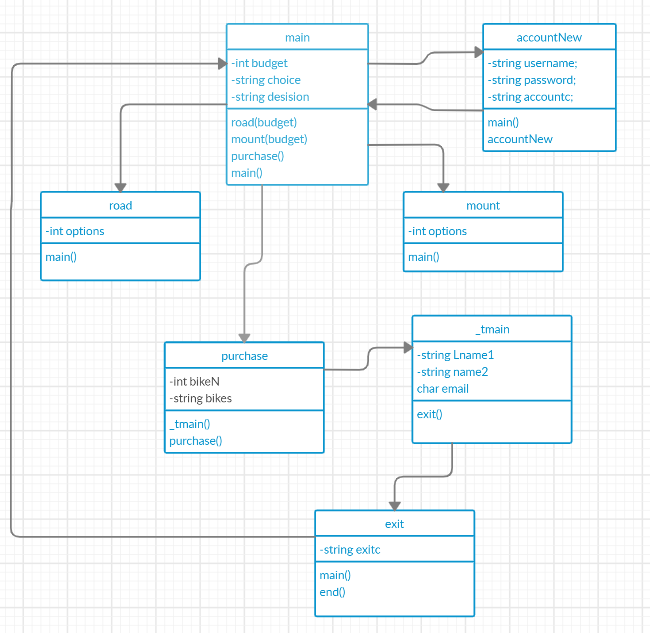 main
-int budget
-string choice
-string desision
road(budget)
mount(budget)
purchase()
main()
accountNew
-string username;
-string password;
-string accountc;
main()
accountNew
road
-int options
main()
mount
-int options
main()
purchase
-int bikeN
-string bikes
_tmain()
purchase()
_tmain
-string Lname1
-string name2
char email
exit()
exit
-string exitc
main()
end()